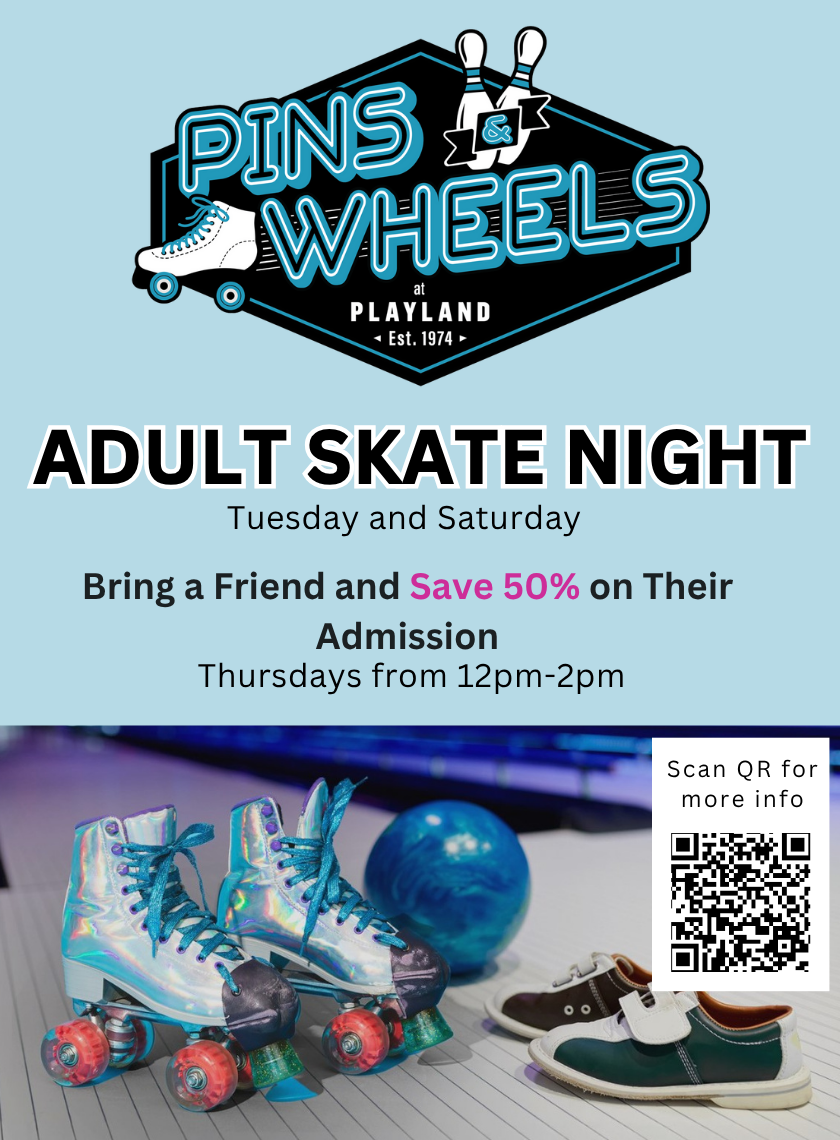 PINS
&
WHEELS
at
PLAYLAND
Est. 1974
ADULT SKATE NIGHT
Tuesday and Saturday
Bring a Friend and Save 50% on Their
Admission
Thursdays from 12pm-2pm
Scan QR for
more info